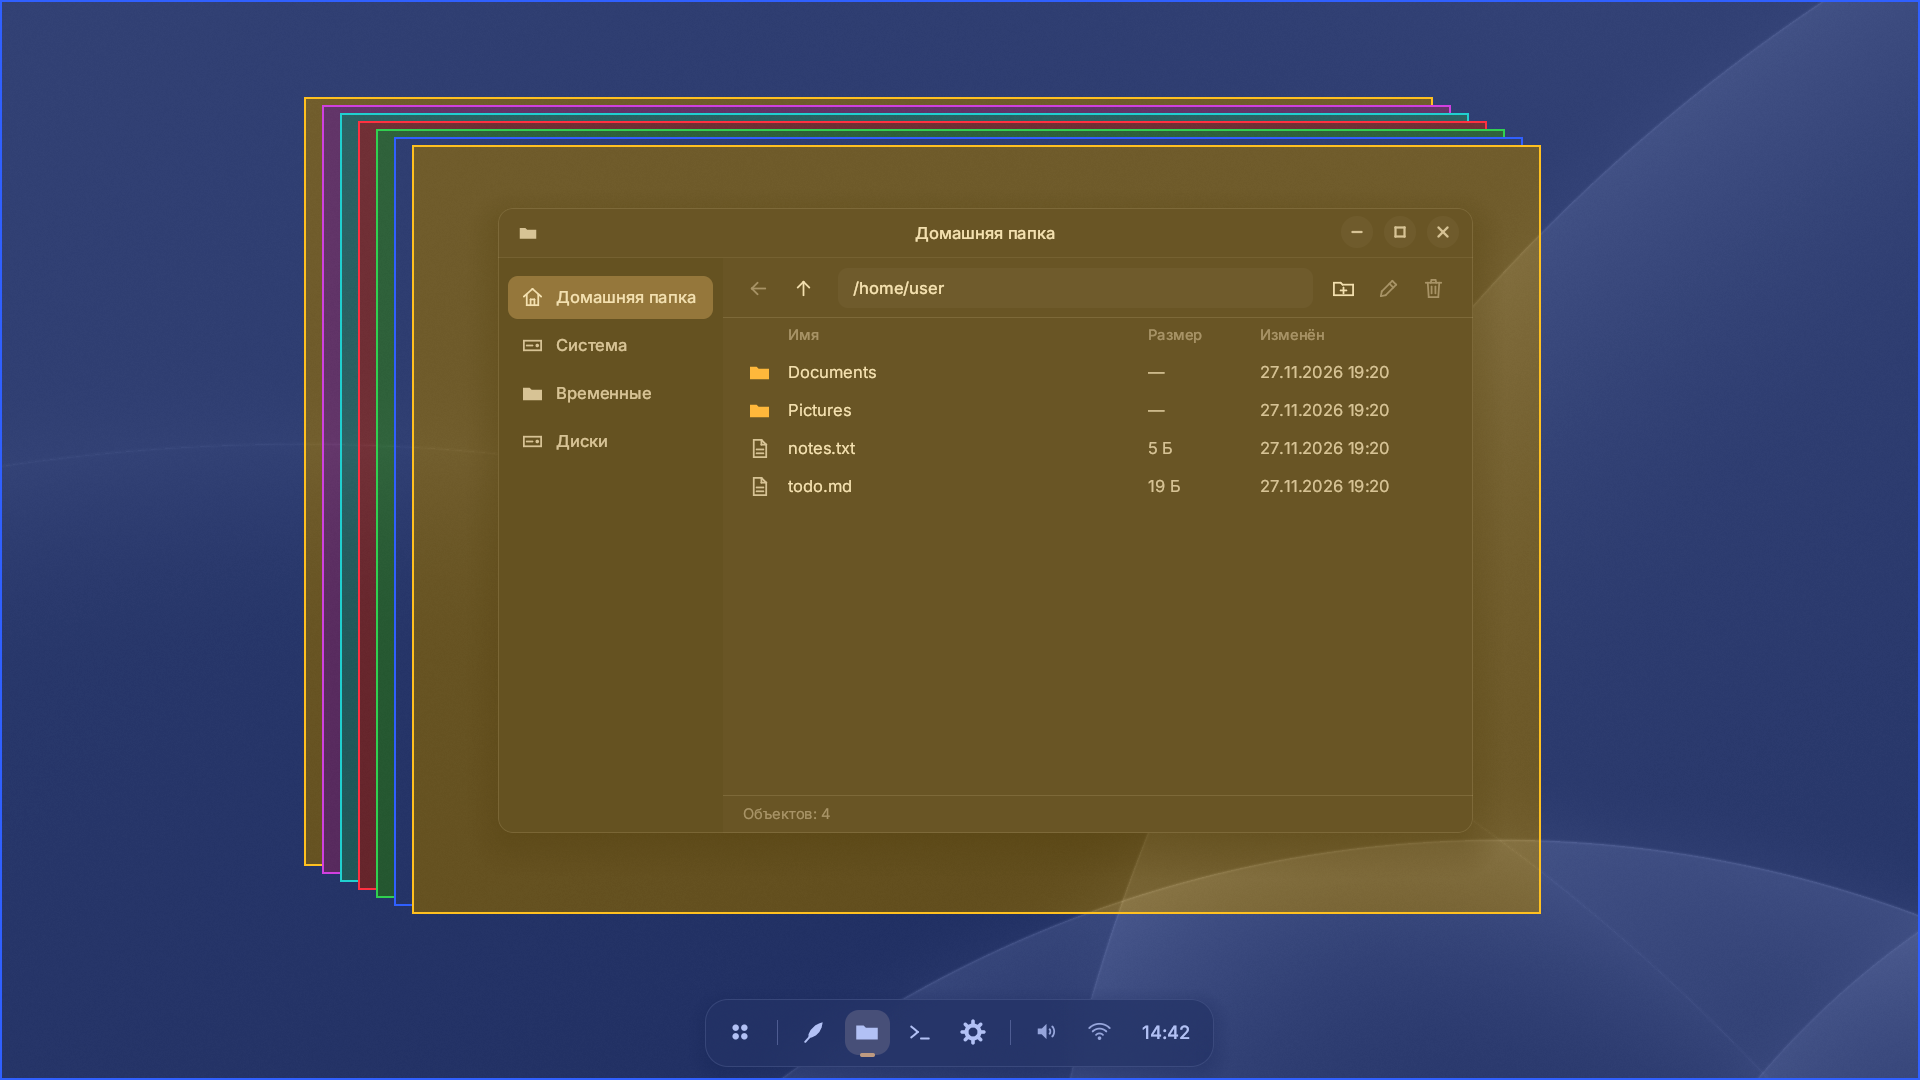 Домашняя папка
Домашняя папка
Система
Временные
Диски
/home/user
Имя Размер Изменён
Documents — 27.11.2026 19:20
Pictures — 27.11.2026 19:20
notes.txt 5 Б 27.11.2026 19:20
todo.md 19 Б 27.11.2026 19:20
Объектов: 4
14:42